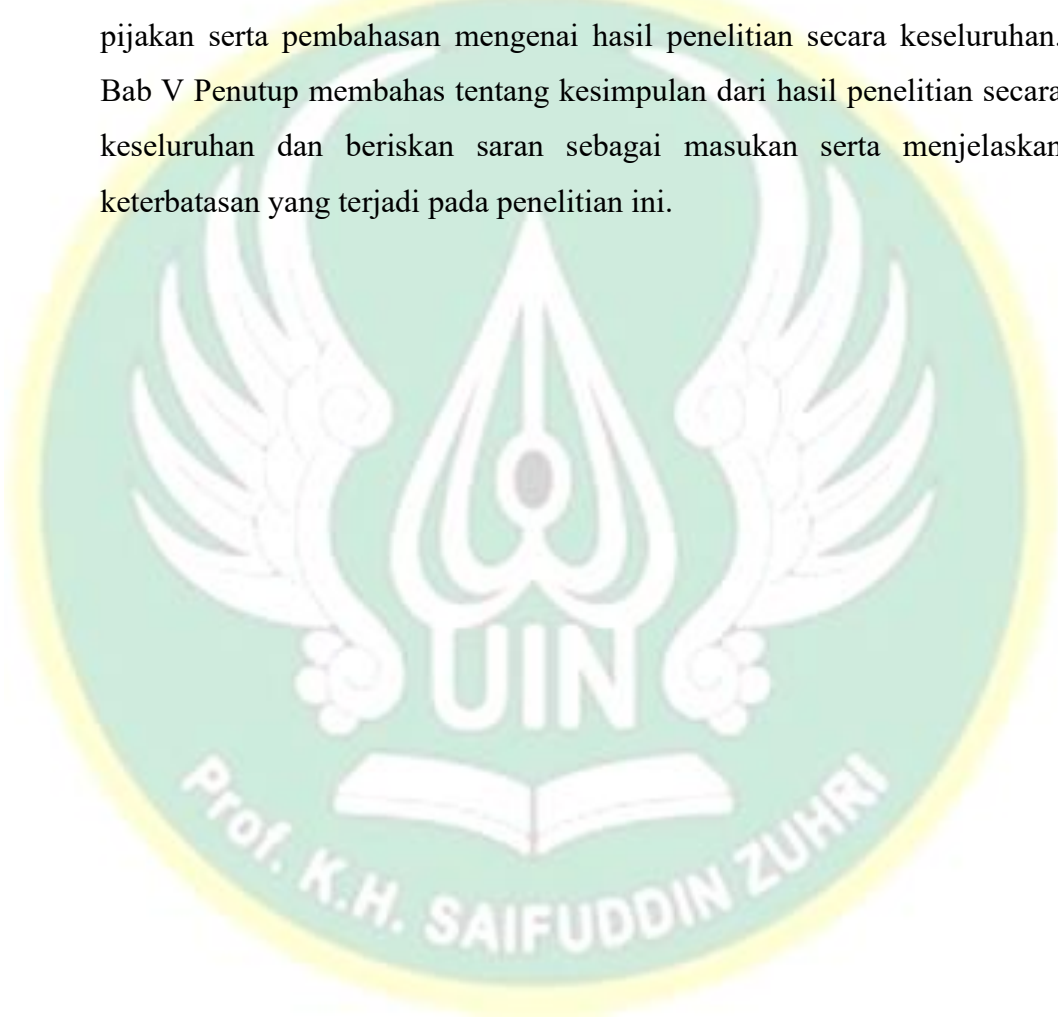 pijakan serta pembahasan mengenai hasil penelitian secara keseluruhan.
Bab V Penutup membahas tentang kesimpulan dari hasil penelitian secara
keseluruhan dan beriskan saran sebagai masukan serta menjelaskan
keterbatasan yang terjadi pada penelitian ini.
UIN
Prof. K.H. SAIFUDDIN ZUHRI